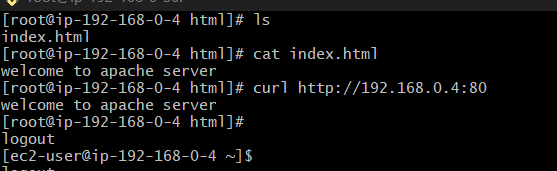 [root@ip-192-168-0-4 html]# ls
index.html
[root@ip-192-168-0-4 html]# cat index.html
welcome to apache server
[root@ip-192-168-0-4 html]# curl http://192.168.0.4:80
welcome to apache server
[root@ip-192-168-0-4 html]#
logout
[ec2-user@ip-192-168-0-4 ~]$
logout